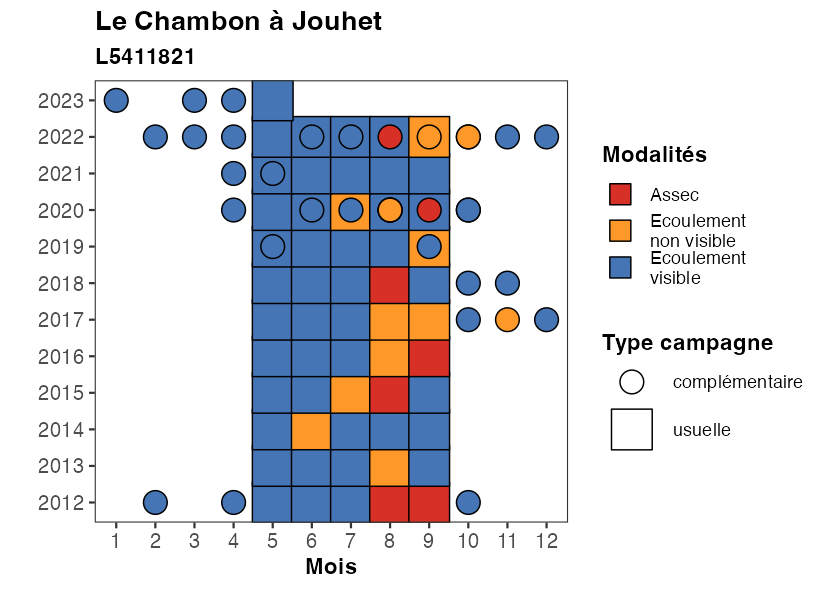 Le Chambon à Jouhet
L5411821
2023
2022
2021
2020
2019
2018
2017
2016
2015
2014
2013
2012
1 2 3 4 5 6 7 8 9 10 11 12
Mois
Modalités
Assec
Ecoulement
non visible
Ecoulement
visible
Type campagne
complémentaire
usuelle